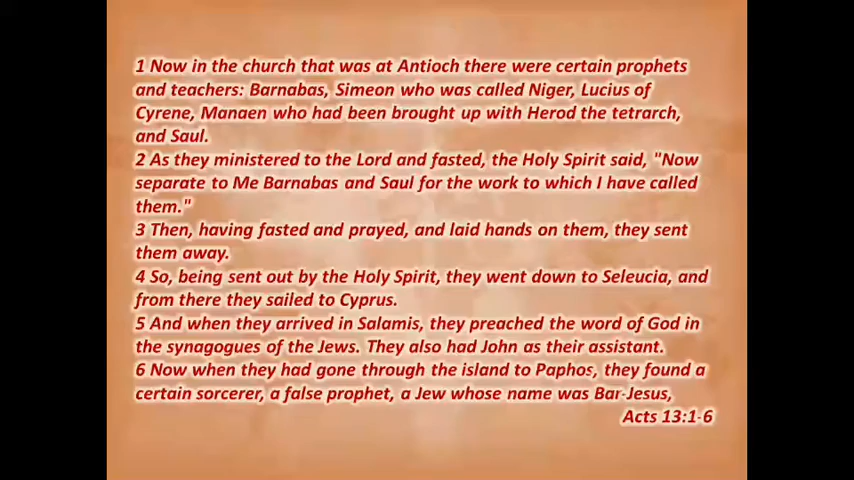 1 Now in the church that was at Antioch there were certain prophets
and teachers: Barnabas, Simeon who was called Niger, Lucius of
Cyrene, Manaen who had been brought up with Herod the tetrarch,
and Saul.
2 As they ministered to the Lord and fasted, the Holy Spirit said, "Now
separate to Me Barnabas and Saul for the work to which I have called
them."
3 Then, having fasted and prayed, and laid hands on them, they sent
them away.
4 So, being sent out by the Holy Spirit, they went down to Seleucia, and
from there they sailed to Cyprus.
5 And when they arrived in Salamis, they preached the word of God in
the synagogues of the Jews. They also had John as their assistant.
6 Now when they had gone through the island to Paphos, they found a
certain sorcerer, a false prophet, a Jew whose name was Bar-Jesus,
Acts 13:1-6